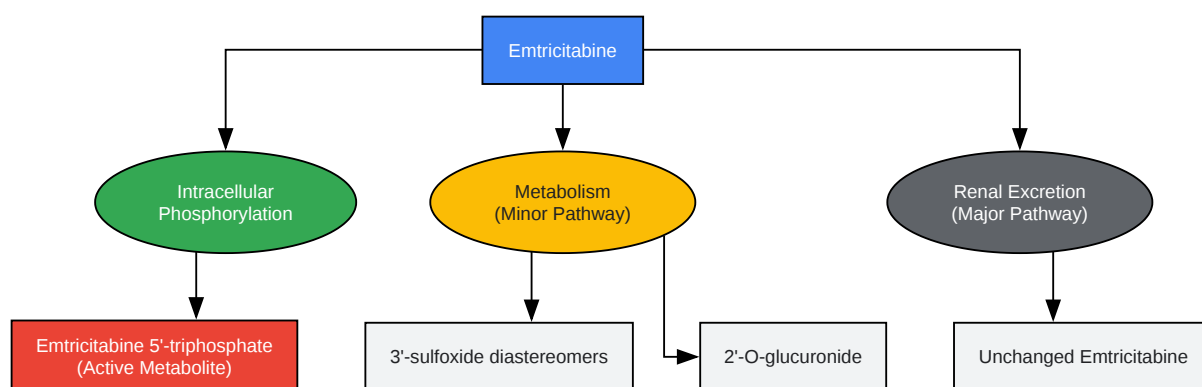 Emtricitabine
Intracellular
Phosphorylation
Metabolism
(Minor Pathway)
Renal Excretion
(Major Pathway)
Emtricitabine 5'-triphosphate
(Active Metabolite)
3'-sulfoxide diastereomers
2'-O-glucuronide
Unchanged Emtricitabine